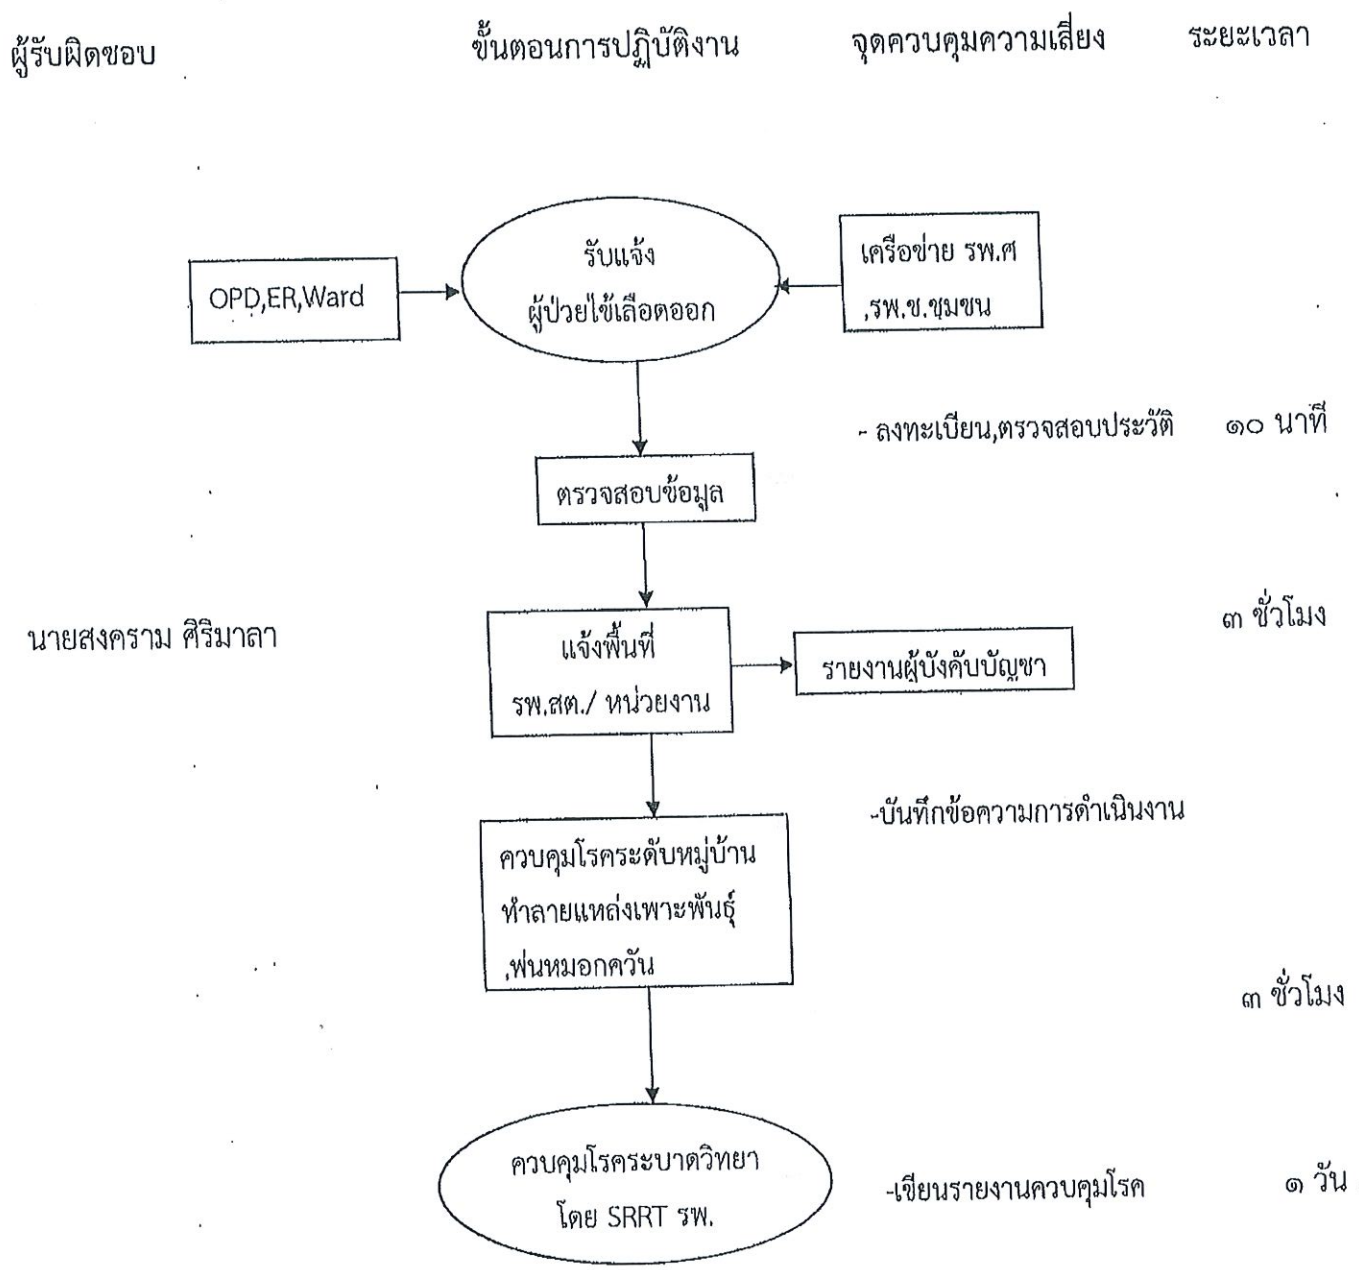 ผู้รับผิดชอบ
ขั้นตอนการปฏิบัติงาน
จุดควบคุมความเสี่ยง
ระยะเวลา
OPD,ER,Ward
รับแจ้ง
ผู้ป่วยไข้เลือดออก
เครือข่าย รพ.ศ
,รพ.ช.ชุมชน
- ลงทะเบียน,ตรวจสอบประวัติ
๑๐ นาที
ตรวจสอบข้อมูล
นายสงคราม ศิริมาลา
แจ้งพื้นที่
รพ.สต./ หน่วยงาน
รายงานผู้บังคับบัญชา
๓ ชั่วโมง
-บันทึกข้อความการดำเนินงาน
ควบคุมโรคระดับหมู่บ้าน
ทำลายแหล่งเพาะพันธุ์
,พ่นหมอกควัน
๓ ชั่วโมง
ควบคุมโรคระบาดวิทยา
โดย SRRT รพ.
-เขียนรายงานควบคุมโรค
๑ วัน